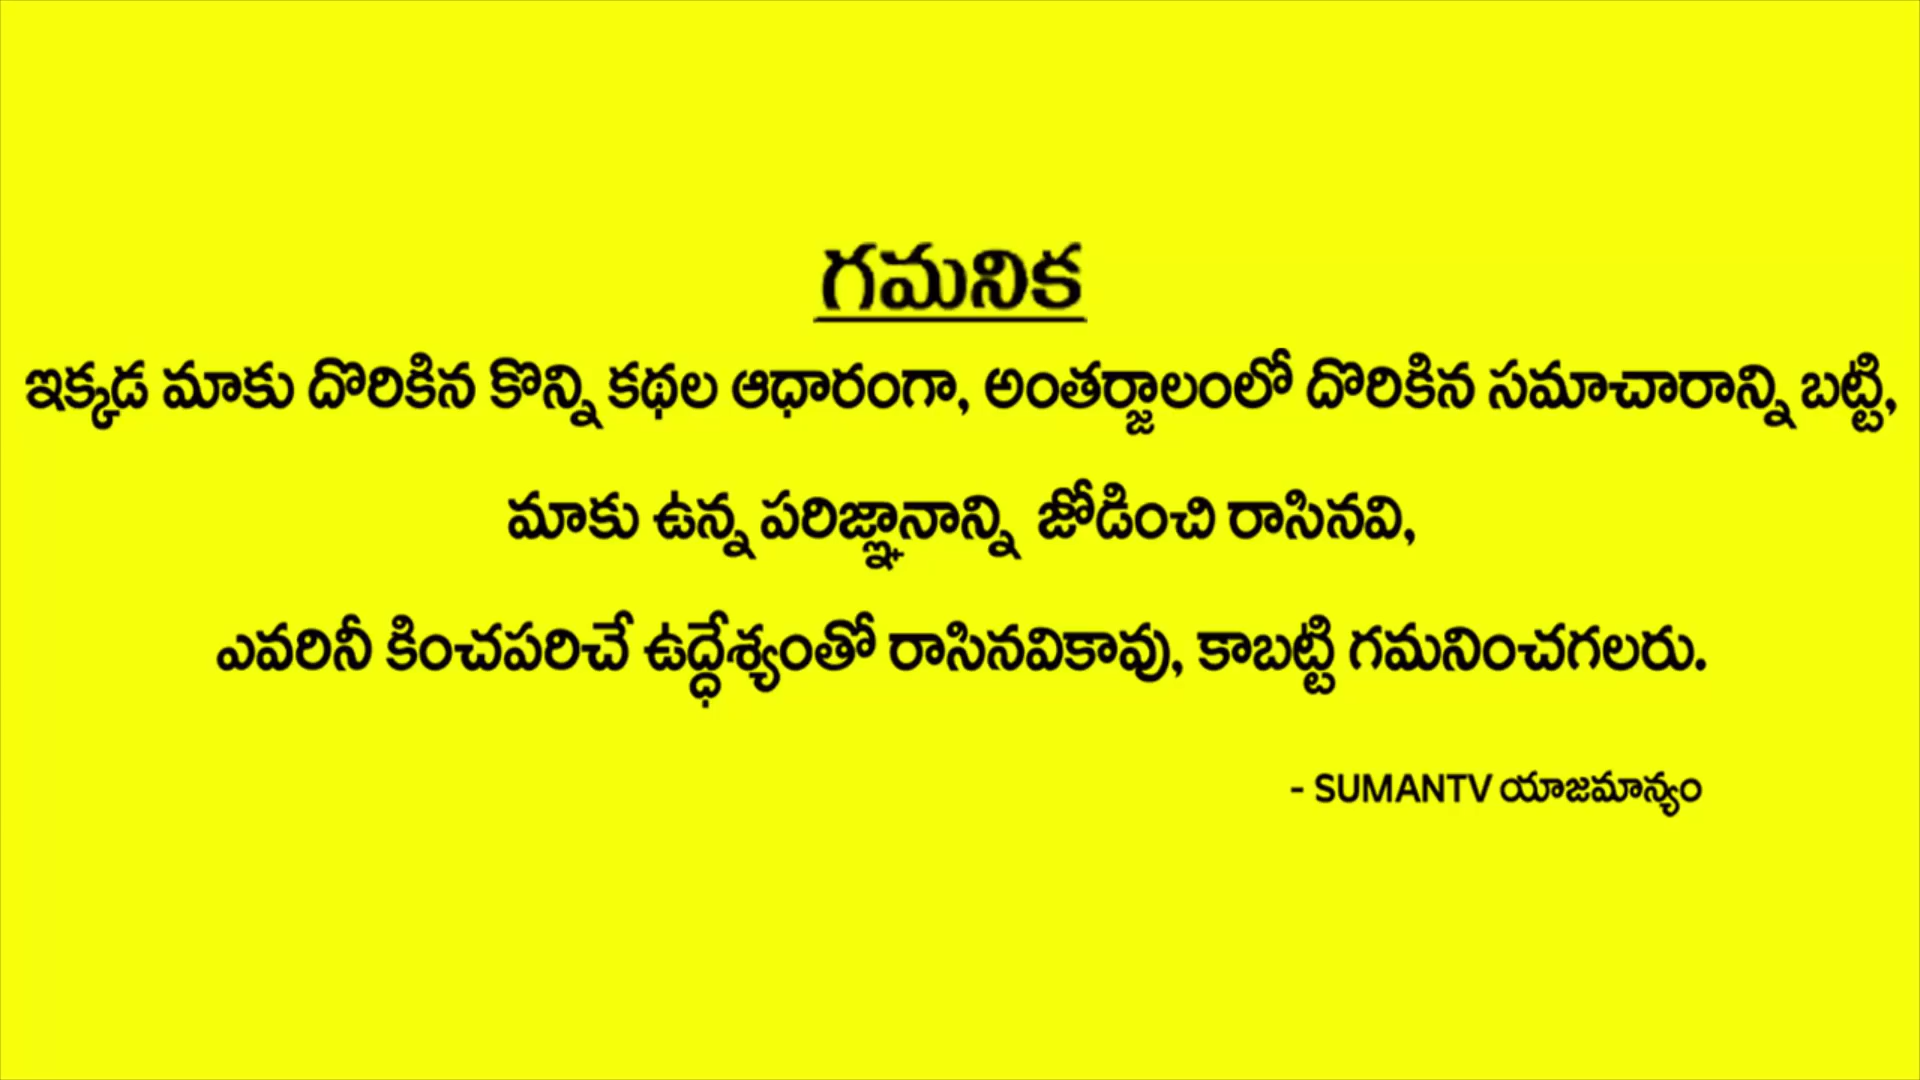 గమనిక
ఇక్కడ మాకు దొరికిన కొన్ని కథల ఆధారంగా, అంతర్జాలంలో దొరికిన సమాచారాన్ని బట్టి,
మాకు ఉన్న పరిజ్ఞానాన్ని జోడించి రాసినవి,
ఎవరినీ కించపరిచే ఉద్ధేశ్యంతో రాసినవికావు, కాబట్టి గమనించగలరు.
- SUMANTV యాజమాన్యం